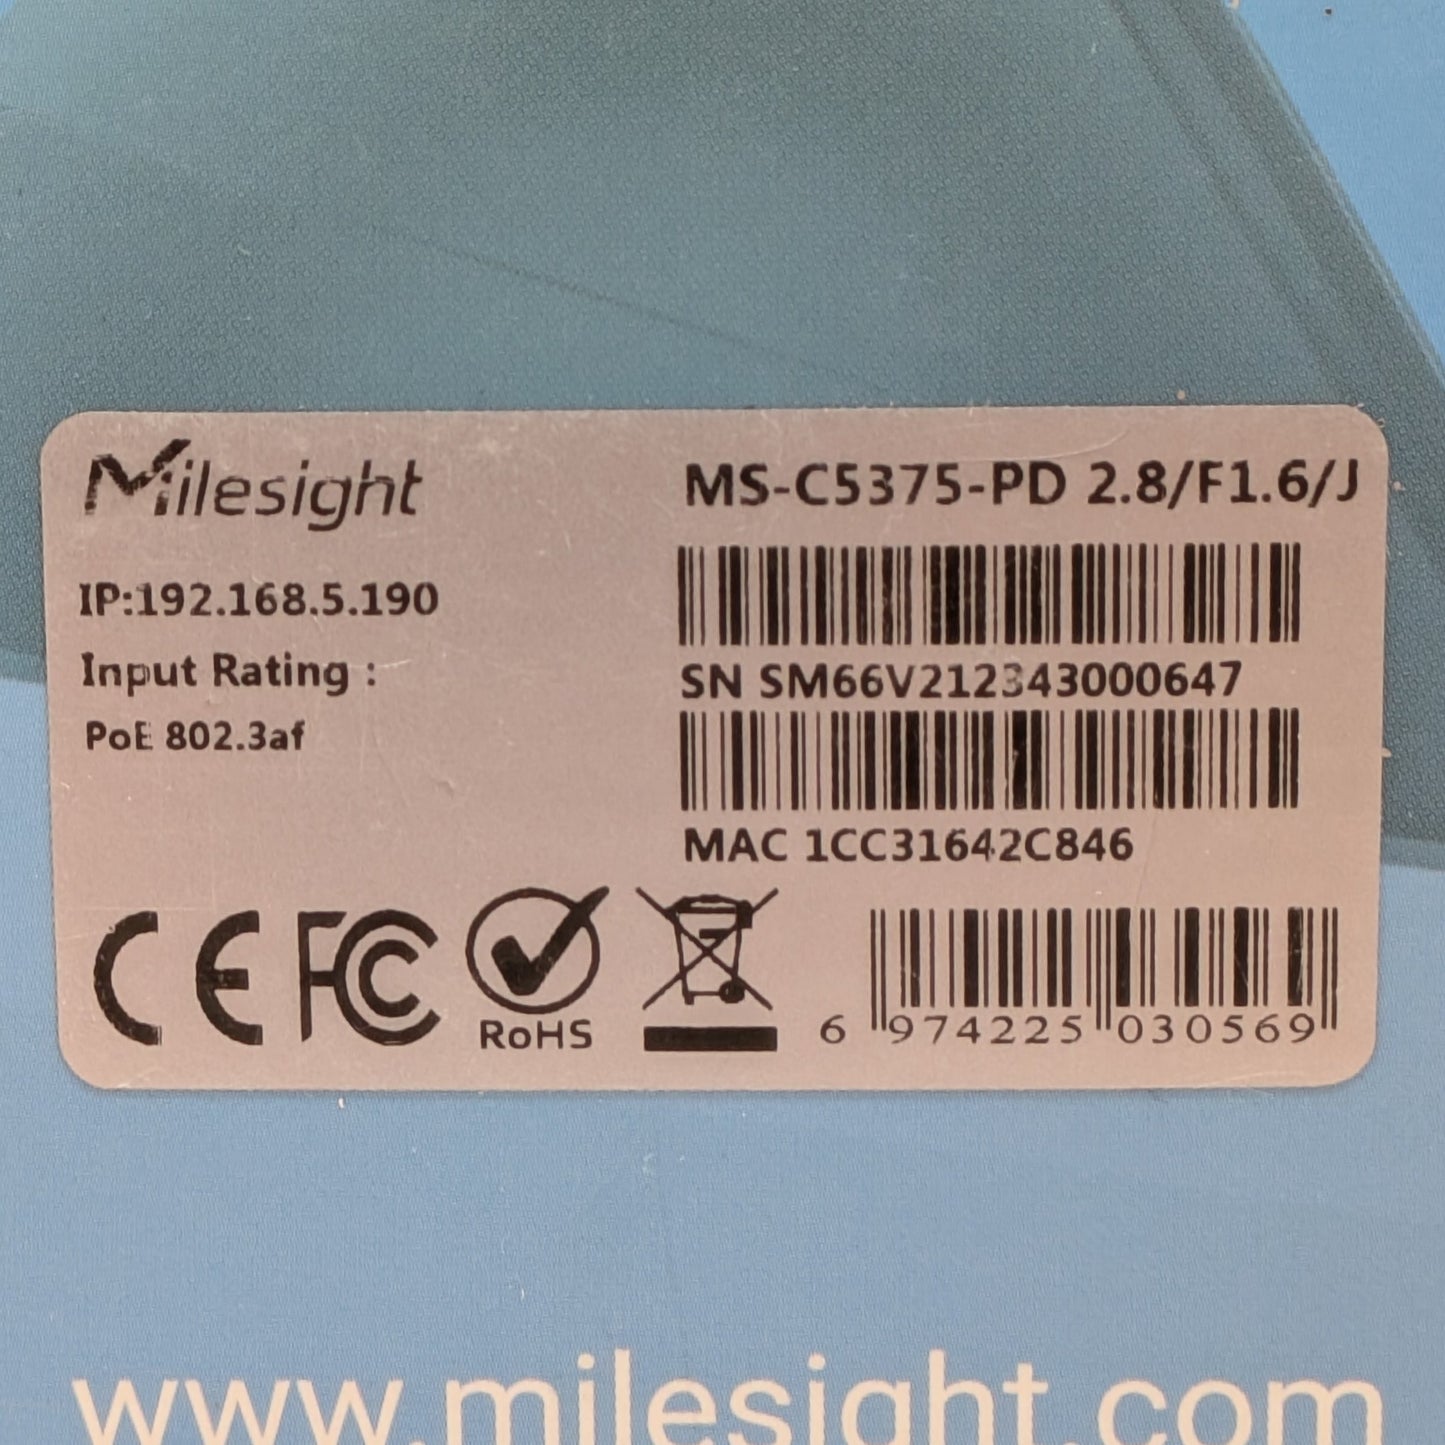 Milesight
MS-C5375-PD 2.8/F1.6/J
IP:192.168.5.190
Input Rating :
PoE 802.3af
SN SM66V212343000647
MAC 1CC31642C846
CE FC RoHS
6 974225 030569
www.milesight.com